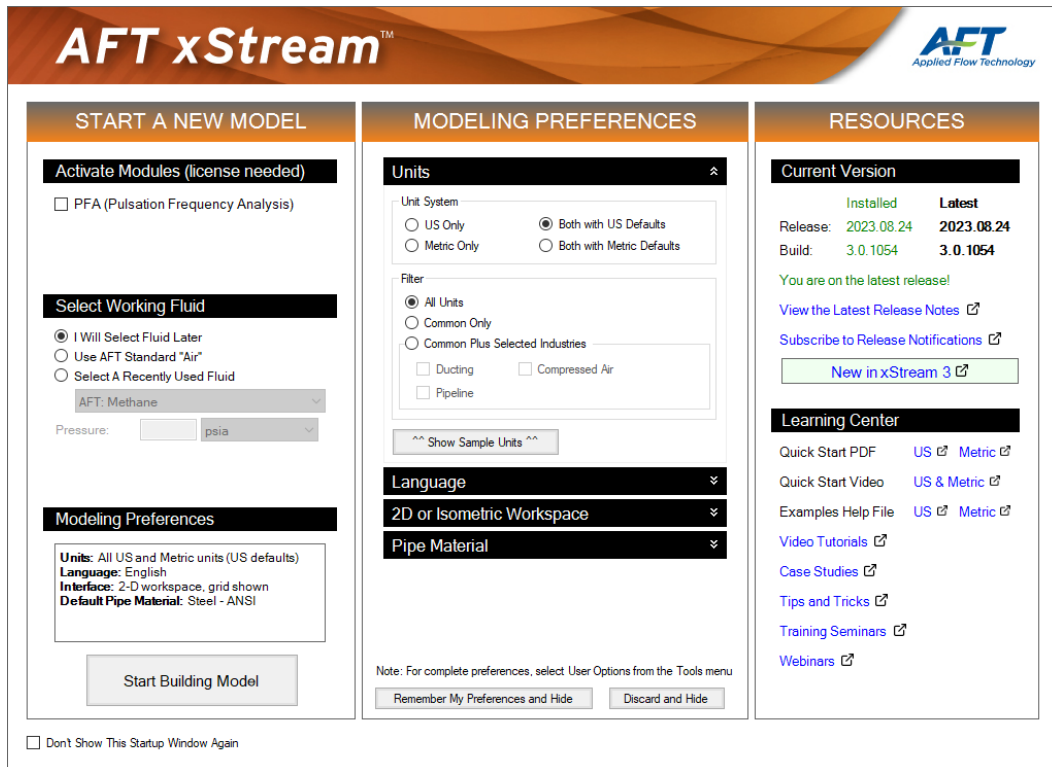 AFT xStream™
AFT
Applied Flow Technology
START A NEW MODEL
Activate Modules (license needed)
PFA (Pulsation Frequency Analysis)
Select Working Fluid
I Will Select Fluid Later
Use AFT Standard "Air"
Select A Recently Used Fluid
AFT: Methane
Pressure: psia
Modeling Preferences
Units: All US and Metric units (US defaults)
Language: English
Interface: 2-D workspace, grid shown
Default Pipe Material: Steel - ANSI
Start Building Model
MODELING PREFERENCES
Units
Unit System
US Only Both with US Defaults
Metric Only Both with Metric Defaults
Filter
All Units
Common Only
Common Plus Selected Industries
Ducting Compressed Air
Pipeline
^^ Show Sample Units ^^
Language
2D or Isometric Workspace
Pipe Material
Note: For complete preferences, select User Options from the Tools menu
Remember My Preferences and Hide Discard and Hide
RESOURCES
Current Version
Installed Latest
Release: 2023.08.24 2023.08.24
Build: 3.0.1054 3.0.1054
You are on the latest release!
View the Latest Release Notes
Subscribe to Release Notifications
New in xStream 3
Learning Center
Quick Start PDF US Metric
Quick Start Video US & Metric
Examples Help File US Metric
Video Tutorials
Case Studies
Tips and Tricks
Training Seminars
Webinars
Don't Show This Startup Window Again